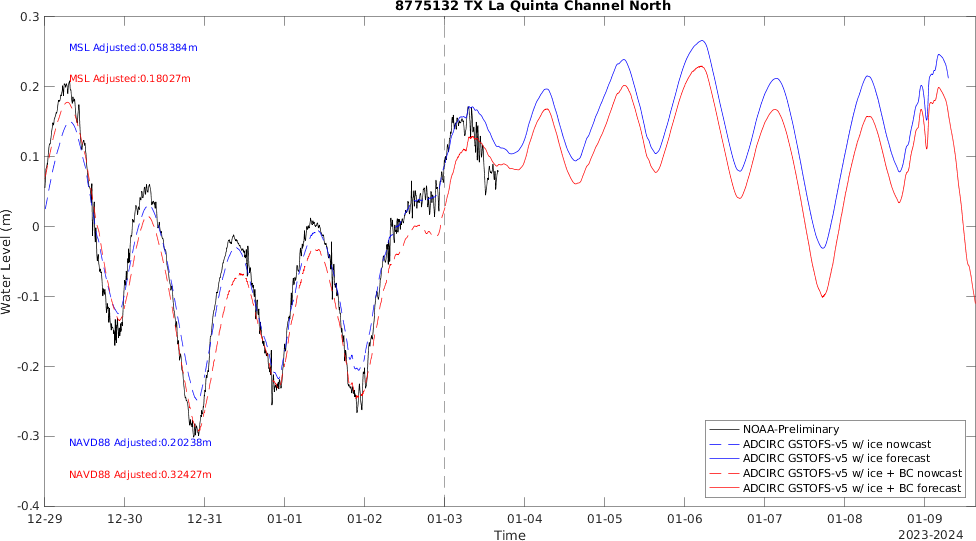 8775132 TX La Quinta Channel North
0.3
MSL Adjusted:0.058384m
MSL Adjusted:0.18027m
0.2
0.1
0
-0.1
-0.2
-0.3
-0.4
Water Level (m)
NAVD88 Adjusted:0.20238m
NAVD88 Adjusted:0.32427m
NOAA-Preliminary
ADCIRC GSTOFS-v5 w/ ice nowcast
ADCIRC GSTOFS-v5 w/ ice forecast
ADCIRC GSTOFS-v5 w/ ice + BC nowcast
ADCIRC GSTOFS-v5 w/ ice + BC forecast
12-29 12-30 12-31 01-01 01-02 01-03 01-04 01-05 01-06 01-07 01-08 01-09
Time
2023-2024